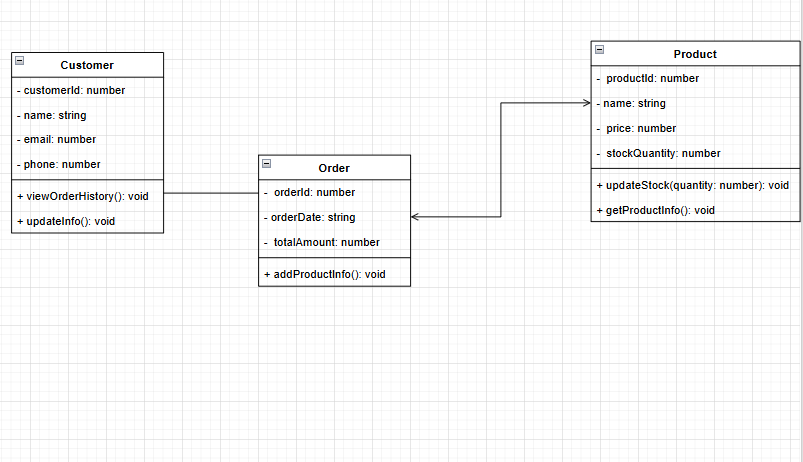 Customer
- customerId: number
- name: string
- email: number
- phone: number
+ viewOrderHistory(): void
+ updateInfo(): void
Order
- orderId: number
- orderDate: string
- totalAmount: number
+ addProductInfo(): void
Product
- productId: number
- name: string
- price: number
- stockQuantity: number
+ updateStock(quantity: number): void
+ getProductInfo(): void